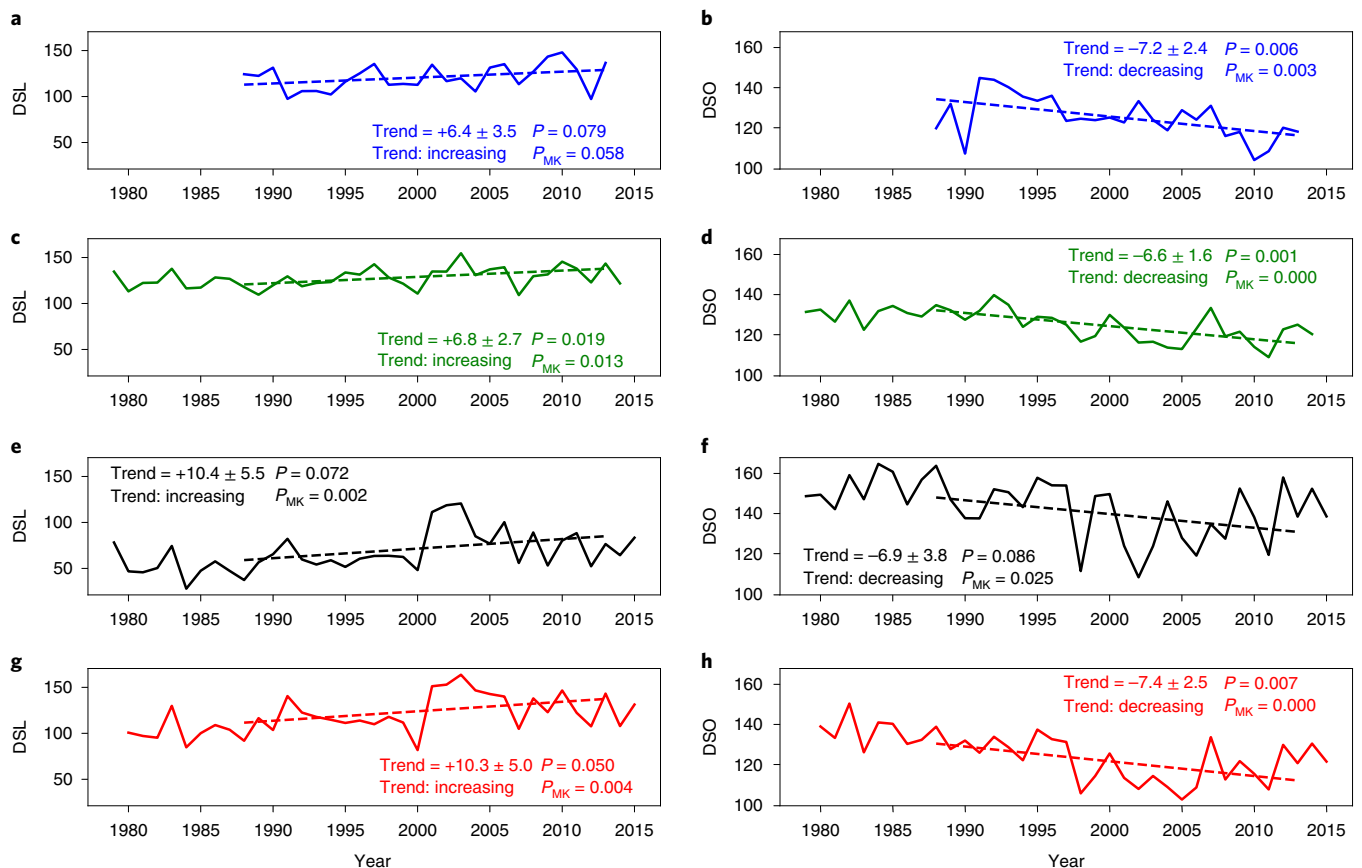 a
DSL
150
100
50
Trend = +6.4 ± 3.5 P = 0.079
Trend: increasing P_MK = 0.058
1980 1985 1990 1995 2000 2005 2010 2015
b
DSO
160
140
120
100
Trend = −7.2 ± 2.4 P = 0.006
Trend: decreasing P_MK = 0.003
1980 1985 1990 1995 2000 2005 2010 2015
c
DSL
150
100
50
Trend = +6.8 ± 2.7 P = 0.019
Trend: increasing P_MK = 0.013
1980 1985 1990 1995 2000 2005 2010 2015
d
DSO
160
140
120
100
Trend = −6.6 ± 1.6 P = 0.001
Trend: decreasing P_MK = 0.000
1980 1985 1990 1995 2000 2005 2010 2015
e
DSL
150
100
50
Trend = +10.4 ± 5.5 P = 0.072
Trend: increasing P_MK = 0.002
1980 1985 1990 1995 2000 2005 2010 2015
f
DSO
160
140
120
100
Trend = −6.9 ± 3.8 P = 0.086
Trend: decreasing P_MK = 0.025
1980 1985 1990 1995 2000 2005 2010 2015
g
DSL
150
100
50
Trend = +10.3 ± 5.0 P = 0.050
Trend: increasing P_MK = 0.004
1980 1985 1990 1995 2000 2005 2010 2015
Year
h
DSO
160
140
120
100
Trend = −7.4 ± 2.5 P = 0.007
Trend: decreasing P_MK = 0.000
1980 1985 1990 1995 2000 2005 2010 2015
Year